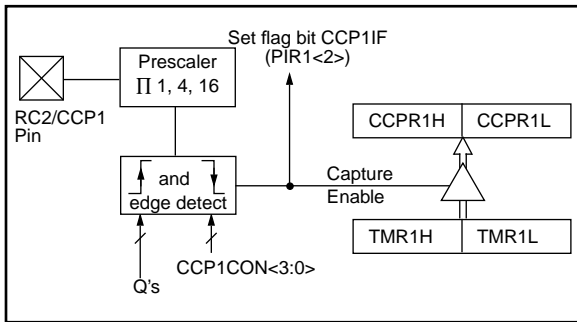 Set flag bit CCP1IF
(PIR1<2>)
Prescaler
∏ 1, 4, 16
RC2/CCP1
Pin
CCPR1H CCPR1L
and
edge detect
Capture
Enable
TMR1H TMR1L
CCP1CON<3:0>
Q's